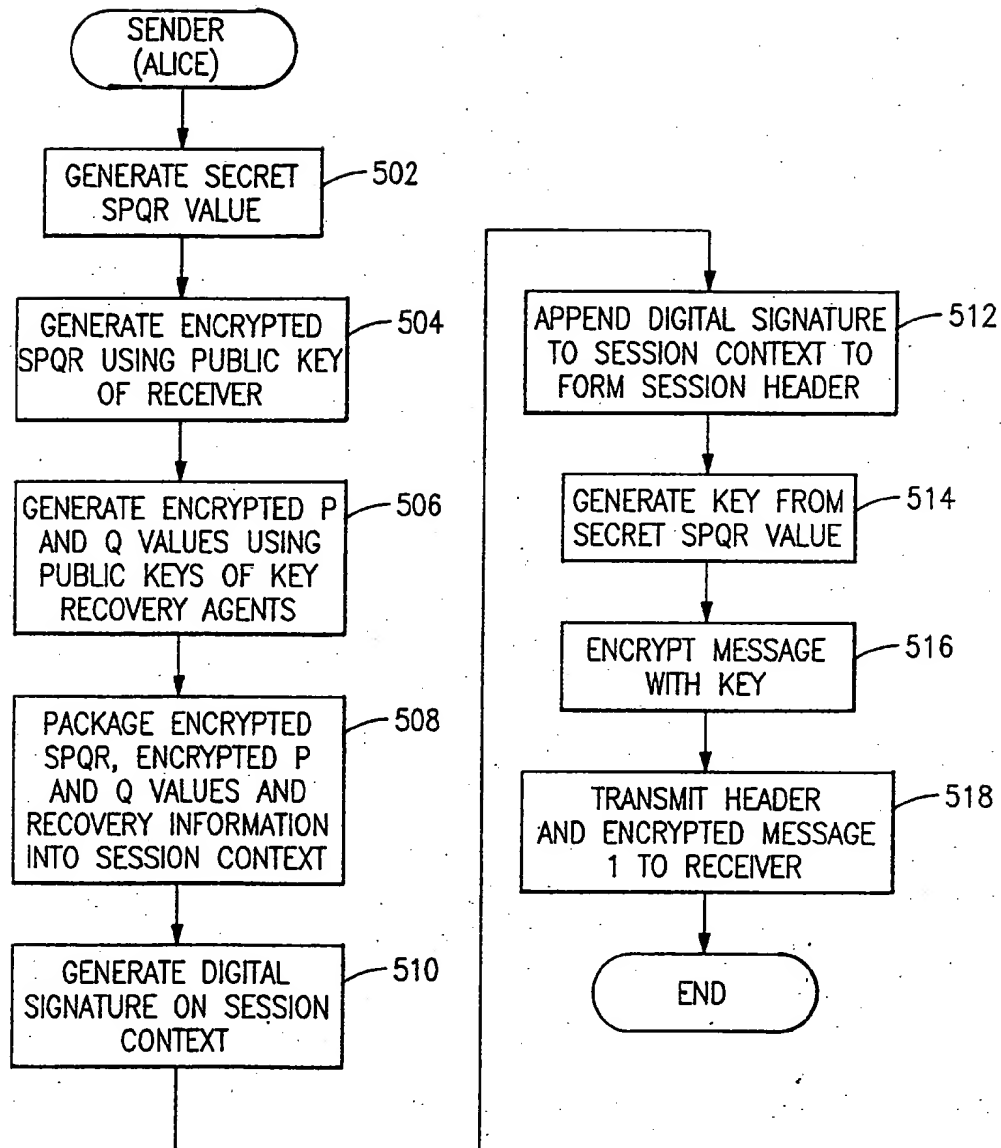 SENDER
(ALICE)
GENERATE SECRET
SPQR VALUE
502
GENERATE ENCRYPTED
SPQR USING PUBLIC KEY
OF RECEIVER
504
GENERATE ENCRYPTED P
AND Q VALUES USING
PUBLIC KEYS OF KEY
RECOVERY AGENTS
506
PACKAGE ENCRYPTED
SPQR, ENCRYPTED P
AND Q VALUES AND
RECOVERY INFORMATION
INTO SESSION CONTEXT
508
GENERATE DIGITAL
SIGNATURE ON SESSION
CONTEXT
510
APPEND DIGITAL SIGNATURE
TO SESSION CONTEXT TO
FORM SESSION HEADER
512
GENERATE KEY FROM
SECRET SPQR VALUE
514
ENCRYPT MESSAGE
WITH KEY
516
TRANSMIT HEADER
AND ENCRYPTED MESSAGE
1 TO RECEIVER
518
END